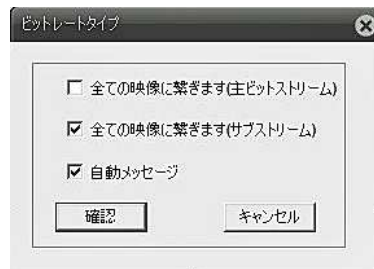 ビットレートタイプ
全ての映像に繋ぎます(主ビットストリーム)
全ての映像に繋ぎます(サブストリーム)
自動メッセージ
確認 キャンセル